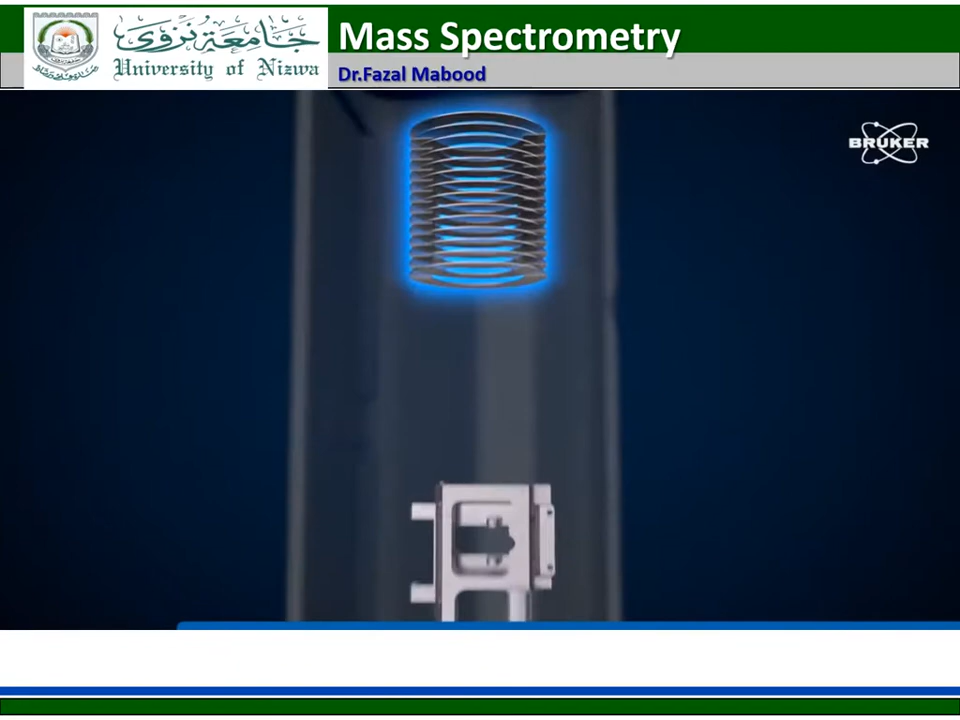 جامعة نزوى
University of Nizwa
Mass Spectrometry
Dr.Fazal Mabood
BRUKER